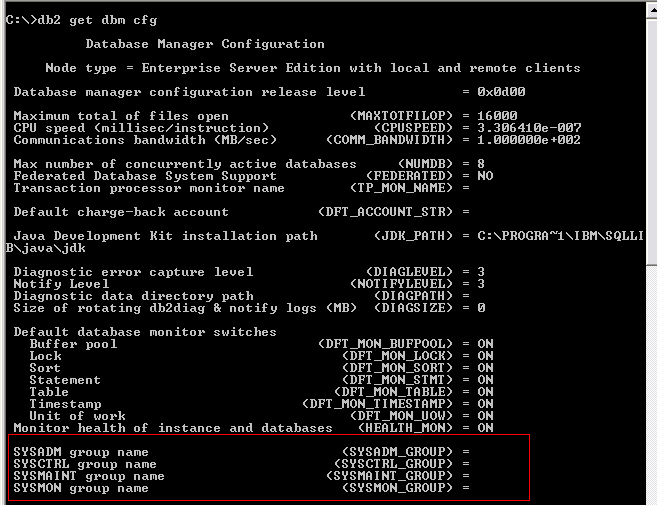 C:\>db2 get dbm cfg
Database Manager Configuration
Node type = Enterprise Server Edition with local and remote clients
Database manager configuration release level = 0x0d00
Maximum total of files open (MAXTOTFILOP) = 16000
CPU speed (millisec/instruction) (CPUSPEED) = 3.306410e-007
Communications bandwidth (MB/sec) (COMM_BANDWIDTH) = 1.000000e+002
Max number of concurrently active databases (NUMDB) = 8
Federated Database System Support (FEDERATED) = NO
Transaction processor monitor name (TP_MON_NAME) =
Default charge-back account (DFT_ACCOUNT_STR) =
Java Development Kit installation path (JDK_PATH) = C:\PROGRA~1\IBM\SQLLI
B\java\jdk
Diagnostic error capture level (DIAGLEVEL) = 3
Notify Level (NOTIFYLEVEL) = 3
Diagnostic data directory path (DIAGPATH) =
Size of rotating db2diag & notify logs (MB) (DIAGSIZE) = 0
Default database monitor switches
Buffer pool (DFT_MON_BUFPOOL) = ON
Lock (DFT_MON_LOCK) = ON
Sort (DFT_MON_SORT) = ON
Statement (DFT_MON_STMT) = ON
Table (DFT_MON_TABLE) = ON
Timestamp (DFT_MON_TIMESTAMP) = ON
Unit of work (DFT_MON_UOW) = ON
Monitor health of instance and databases (HEALTH_MON) = ON
SYSADM group name (SYSADM_GROUP) =
SYSCTRL group name (SYSCTRL_GROUP) =
SYSMAINT group name (SYSMAINT_GROUP) =
SYSMON group name (SYSMON_GROUP) =